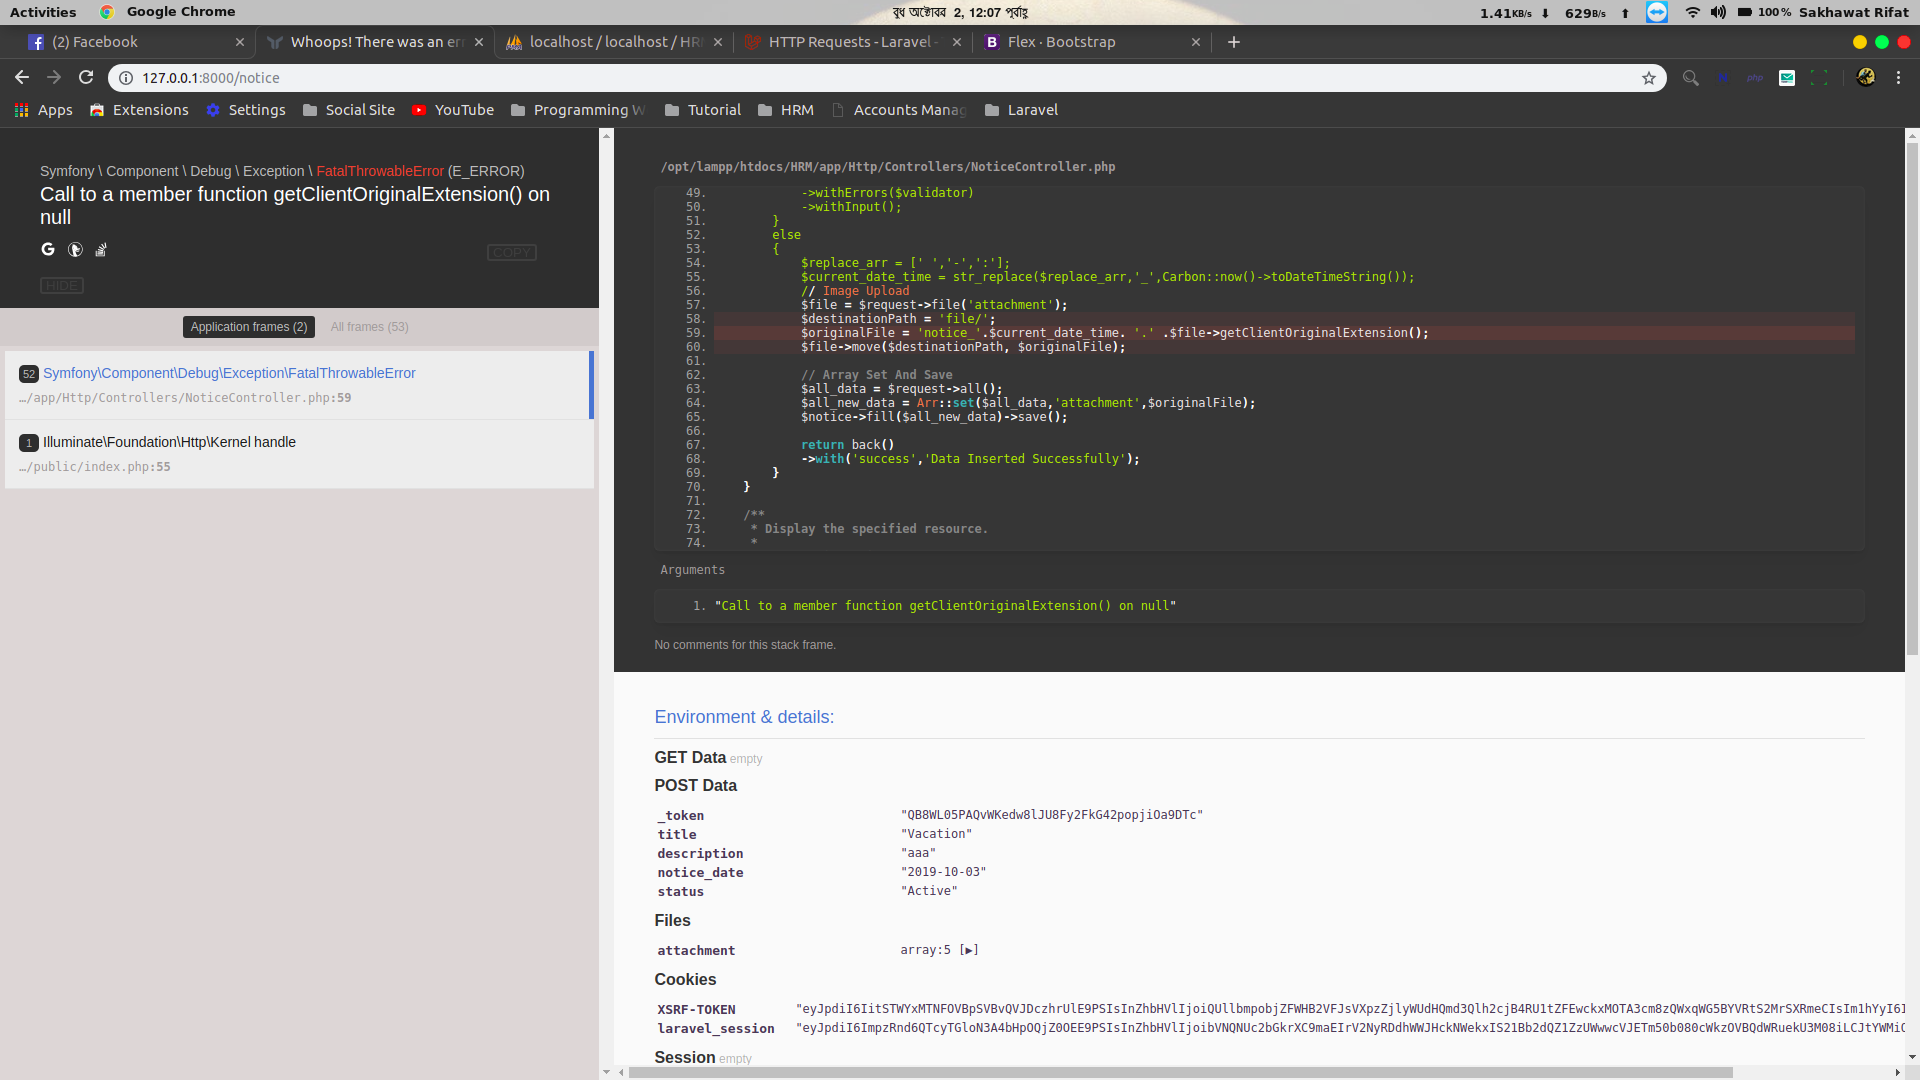 Activities
Google Chrome
বুধ অক্টোবর 2, 12:07 পূর্বাহ্ণ
1.41KB/s
629B/s
100 %
Sakhawat Rifat
(2) Facebook
Whoops! There was an err
localhost / localhost / HR
HTTP Requests - Laravel -
Flex · Bootstrap
127.0.0.1:8000/notice
php
Apps
Extensions
Settings
Social Site
YouTube
Programming W
Tutorial
HRM
Accounts Manag
Laravel
Symfony \ Component \ Debug \ Exception \ FatalThrowableError (E_ERROR)
Call to a member function getClientOriginalExtension() on
null
COPY
HIDE
Application frames (2)
All frames (53)
52 Symfony\Component\Debug\Exception\FatalThrowableError
…/app/Http/Controllers/NoticeController.php:59
1 Illuminate\Foundation\Http\Kernel handle
…/public/index.php:55
/opt/lampp/htdocs/HRM/app/Http/Controllers/NoticeController.php
49. ->withErrors($validator)
50. ->withInput();
51. }
52. else
53. {
54. $replace_arr = [' ','-',':'];
55. $current_date_time = str_replace($replace_arr,'_',Carbon::now()->toDateTimeString());
56. // Image Upload
57. $file = $request->file('attachment');
58. $destinationPath = 'file/';
59. $originalFile = 'notice_'.$current_date_time. '.' .$file->getClientOriginalExtension();
60. $file->move($destinationPath, $originalFile);
61.
62. // Array Set And Save
63. $all_data = $request->all();
64. $all_new_data = Arr::set($all_data,'attachment',$originalFile);
65. $notice->fill($all_new_data)->save();
66.
67. return back()
68. ->with('success','Data Inserted Successfully');
69. }
70. }
71.
72. /**
73. * Display the specified resource.
74. *
Arguments
1. "Call to a member function getClientOriginalExtension() on null"
No comments for this stack frame.
Environment & details:
GET Data empty
POST Data
_token "QB8WL05PAQvWKedw8lJU8Fy2FkG42popjiOa9DTc"
title "Vacation"
description "aaa"
notice_date "2019-10-03"
status "Active"
Files
attachment array:5 [▶]
Cookies
XSRF-TOKEN
laravel_session
Session empty